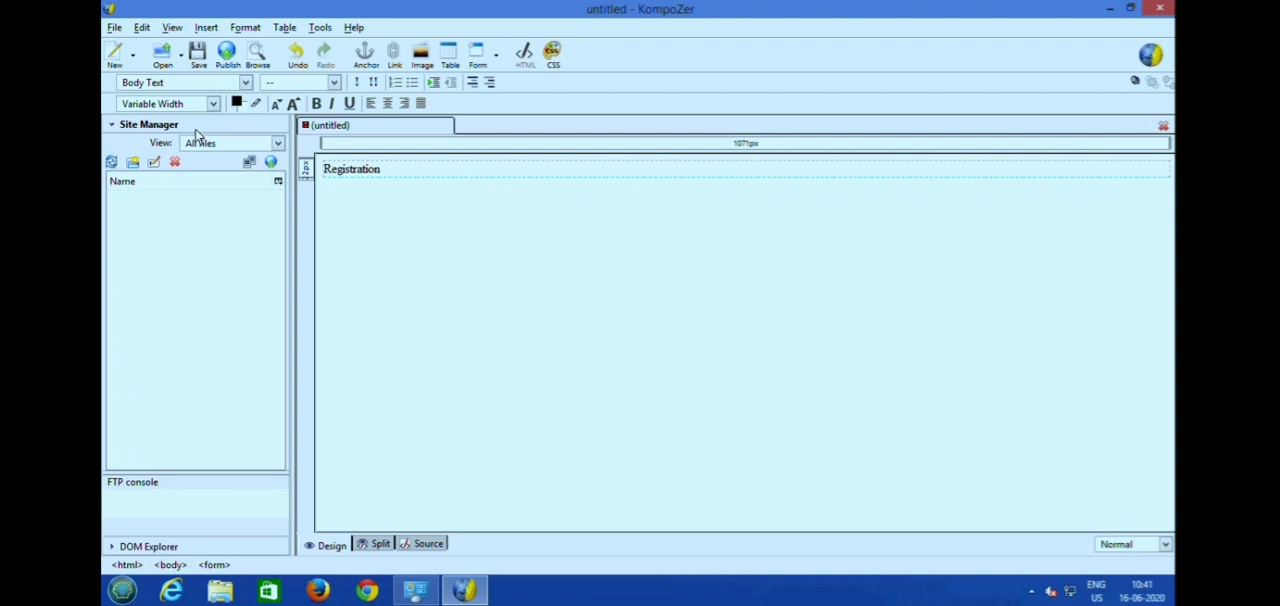 untitled - KompoZer
File Edit View Insert Format Table Tools Help
New Open Save Publish Browse Undo Redo Anchor Link Image Table Form HTML CSS
Body Text --
Variable Width
Site Manager
View: All files
Name
FTP console
DOM Explorer
(untitled)
1071px
Registration
Design Split Source Normal
<html> <body> <form>
ENG 10:41
US 16-06-2020